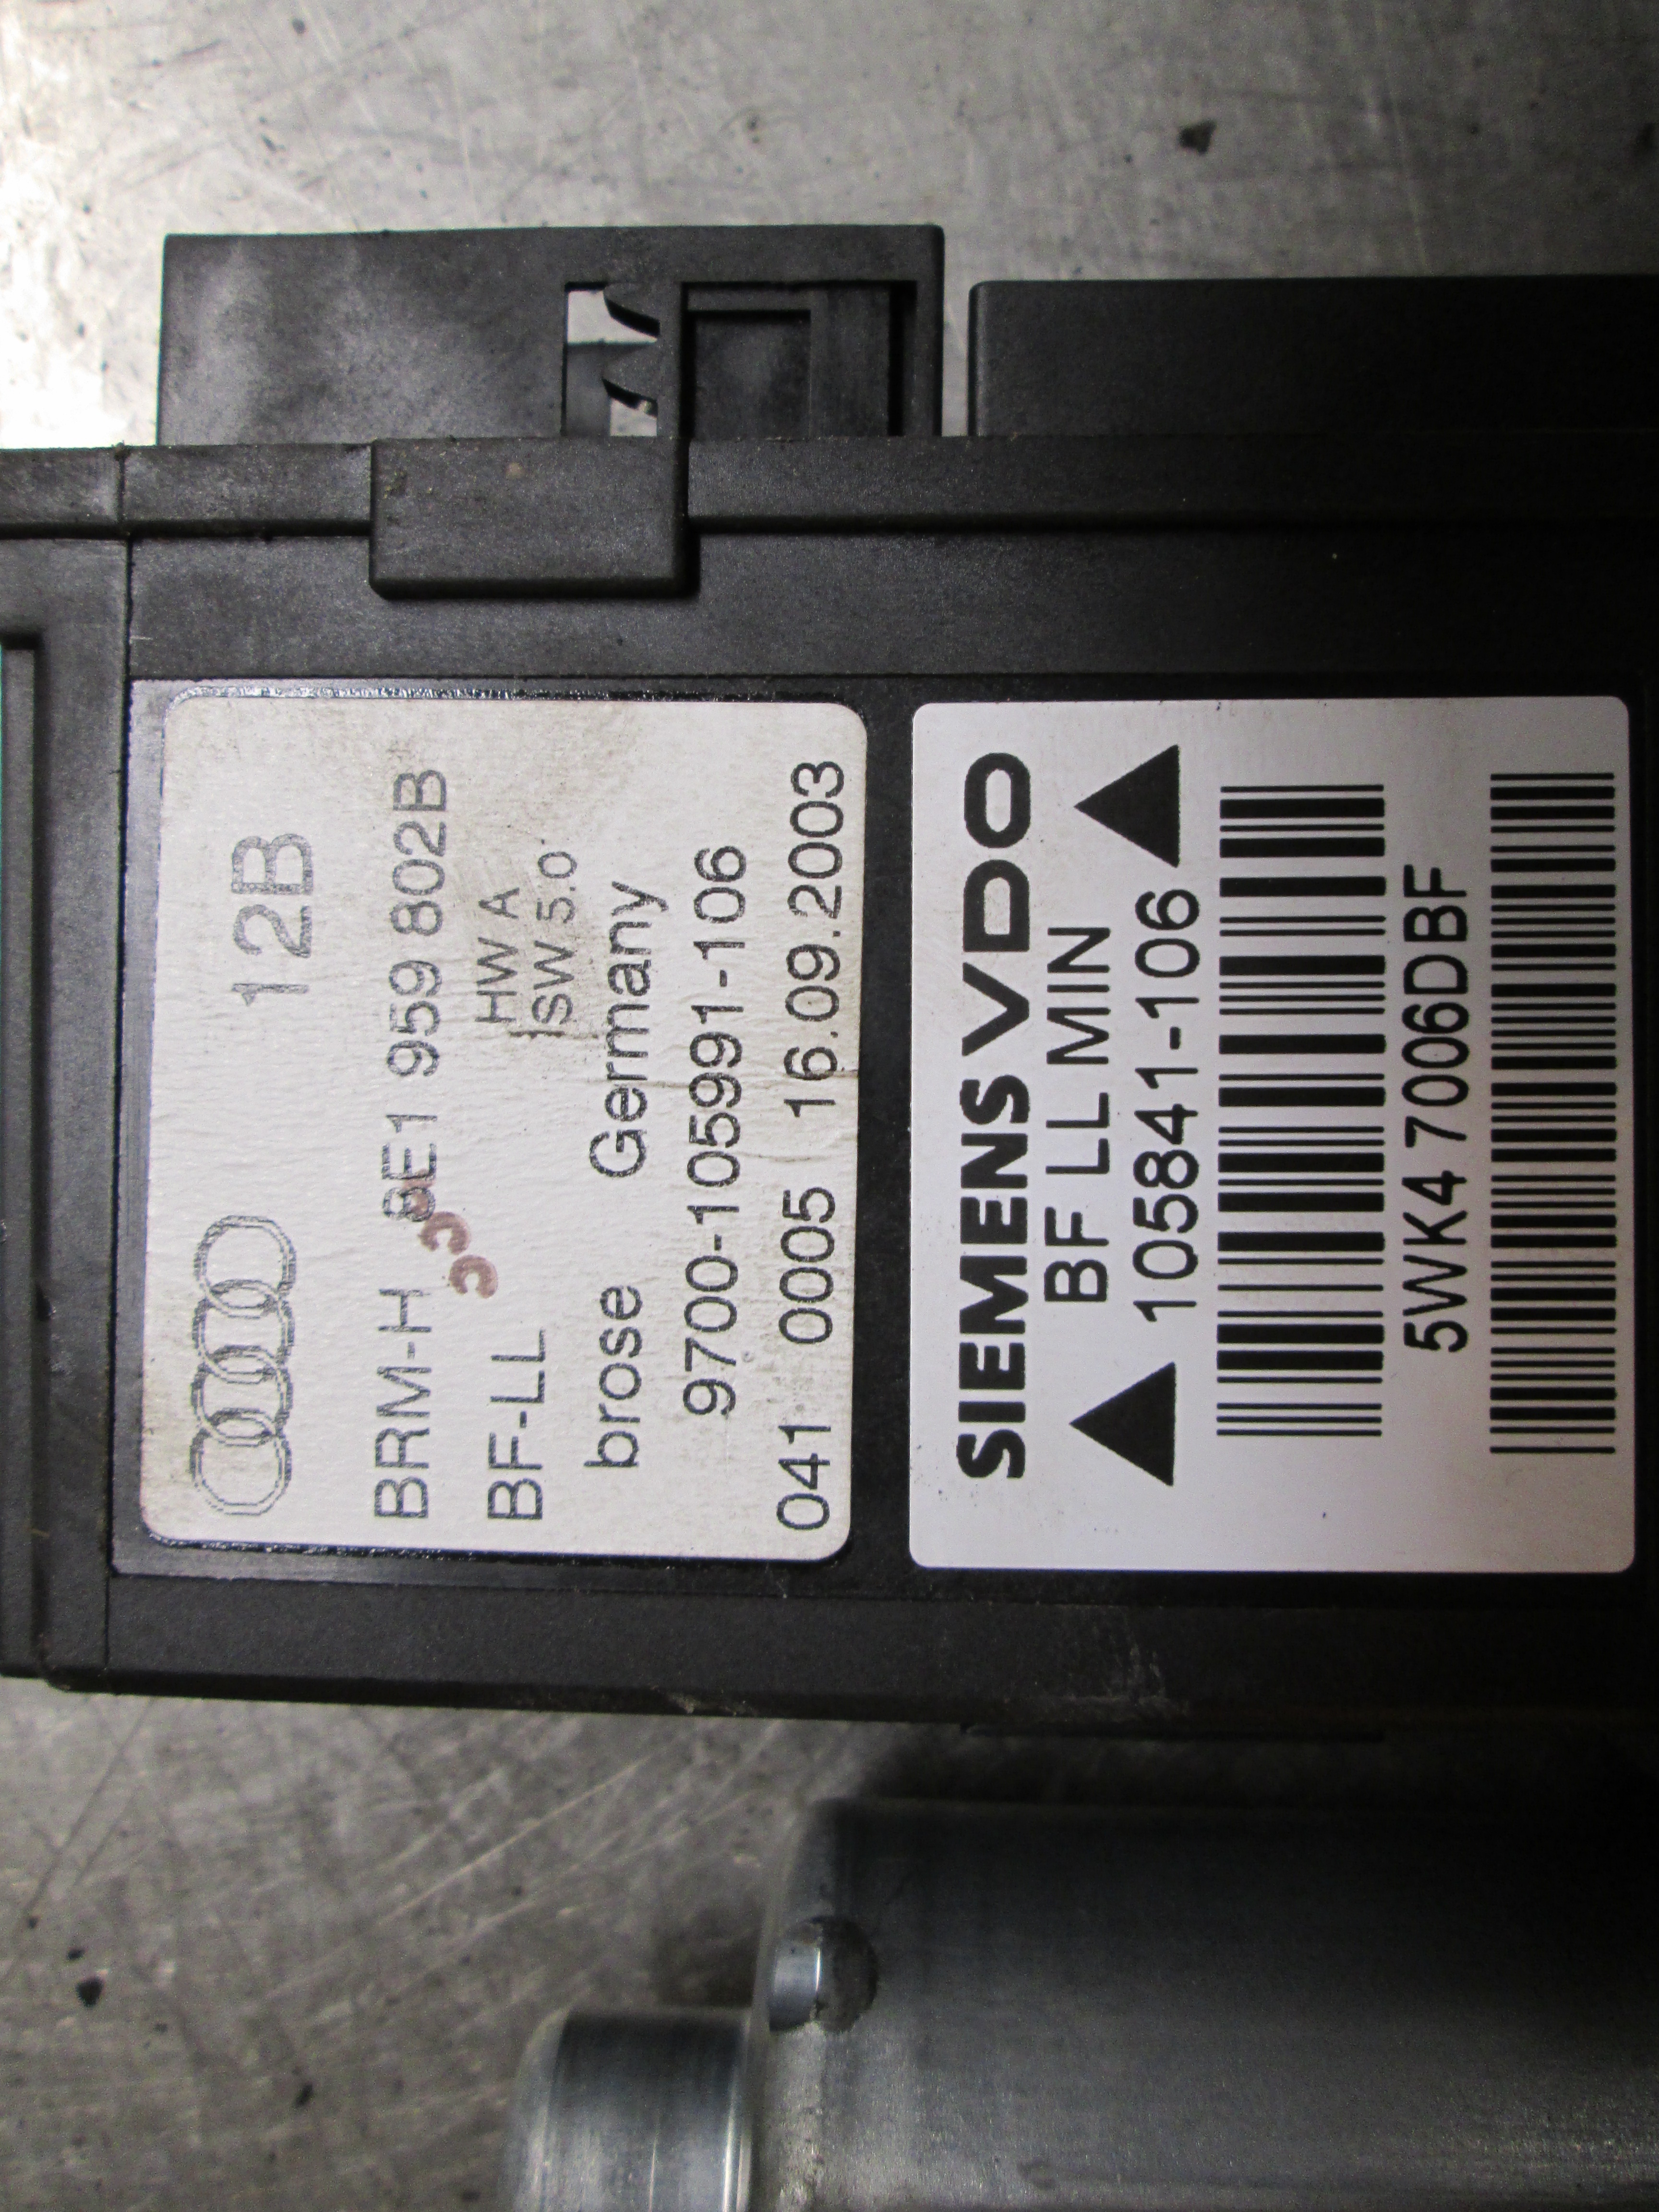 12B
BRM-H 8E1 959 802B
HW A
BF-LL SW 5.0
brose Germany
9700-105991-106
041 0005 16.09.2003
SIEMENS VDO
BF LL MIN
105841-106
5WK4 7006DBF